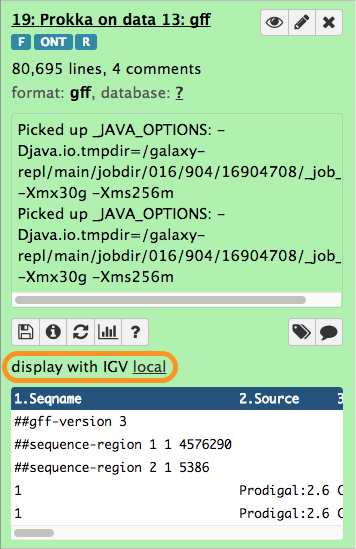 19: Prokka on data 13: gff
F ONT R
80,695 lines, 4 comments
format: gff, database: ?
Picked up _JAVA_OPTIONS: -
Djava.io.tmpdir=/galaxy-
repl/main/jobdir/016/904/16904708/_job_
-Xmx30g -Xms256m
Picked up _JAVA_OPTIONS: -
Djava.io.tmpdir=/galaxy-
repl/main/jobdir/016/904/16904708/_job_
-Xmx30g -Xms256m
?
display with IGV local
1.Seqname 2.Source 3
##gff-version 3
##sequence-region 1 1 4576290
##sequence-region 2 1 5386
1 Prodigal:2.6 C
1 Prodigal:2.6 C